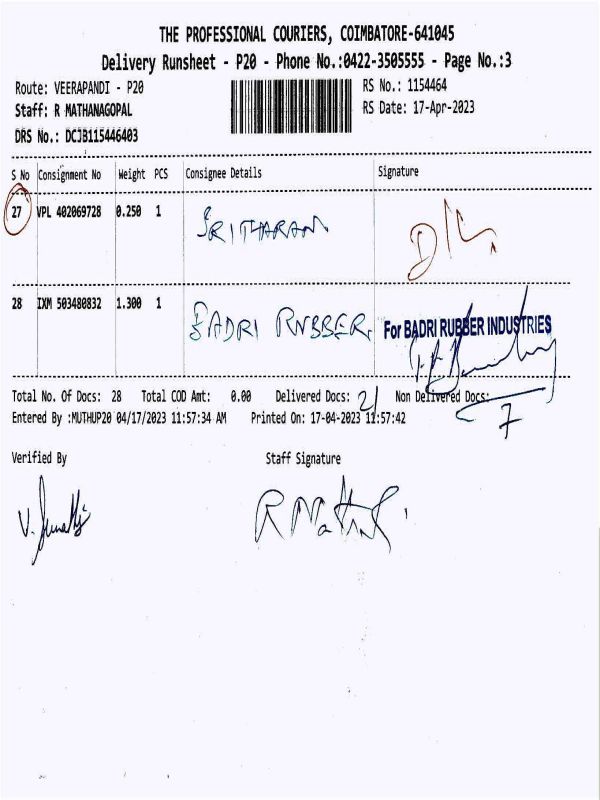 THE PROFESSIONAL COURIERS, COIMBATORE-641045
Delivery Runsheet - P20 - Phone No.:0422-3505555 - Page No.:3
Route: VEERAPANDI - P20
RS No.: 1154464
Staff: R MATHANAGOPAL
RS Date: 17-Apr-2023
DRS No.: DCJB115446403
S No Consignment No Weight PCS Consignee Details Signature
27 VPL 402069728 0.250 1 SRITHARAN
28 IXM 503480832 1.300 1 BADRI RUBBER For BADRI RUBBER INDUSTRIES
Total No. Of Docs: 28 Total COD Amt: 0.00 Delivered Docs: 21 Non Delivered Docs: 7
Entered By :MUTHUP20 04/17/2023 11:57:34 AM Printed On: 17-04-2023 11:57:42
Verified By Staff Signature